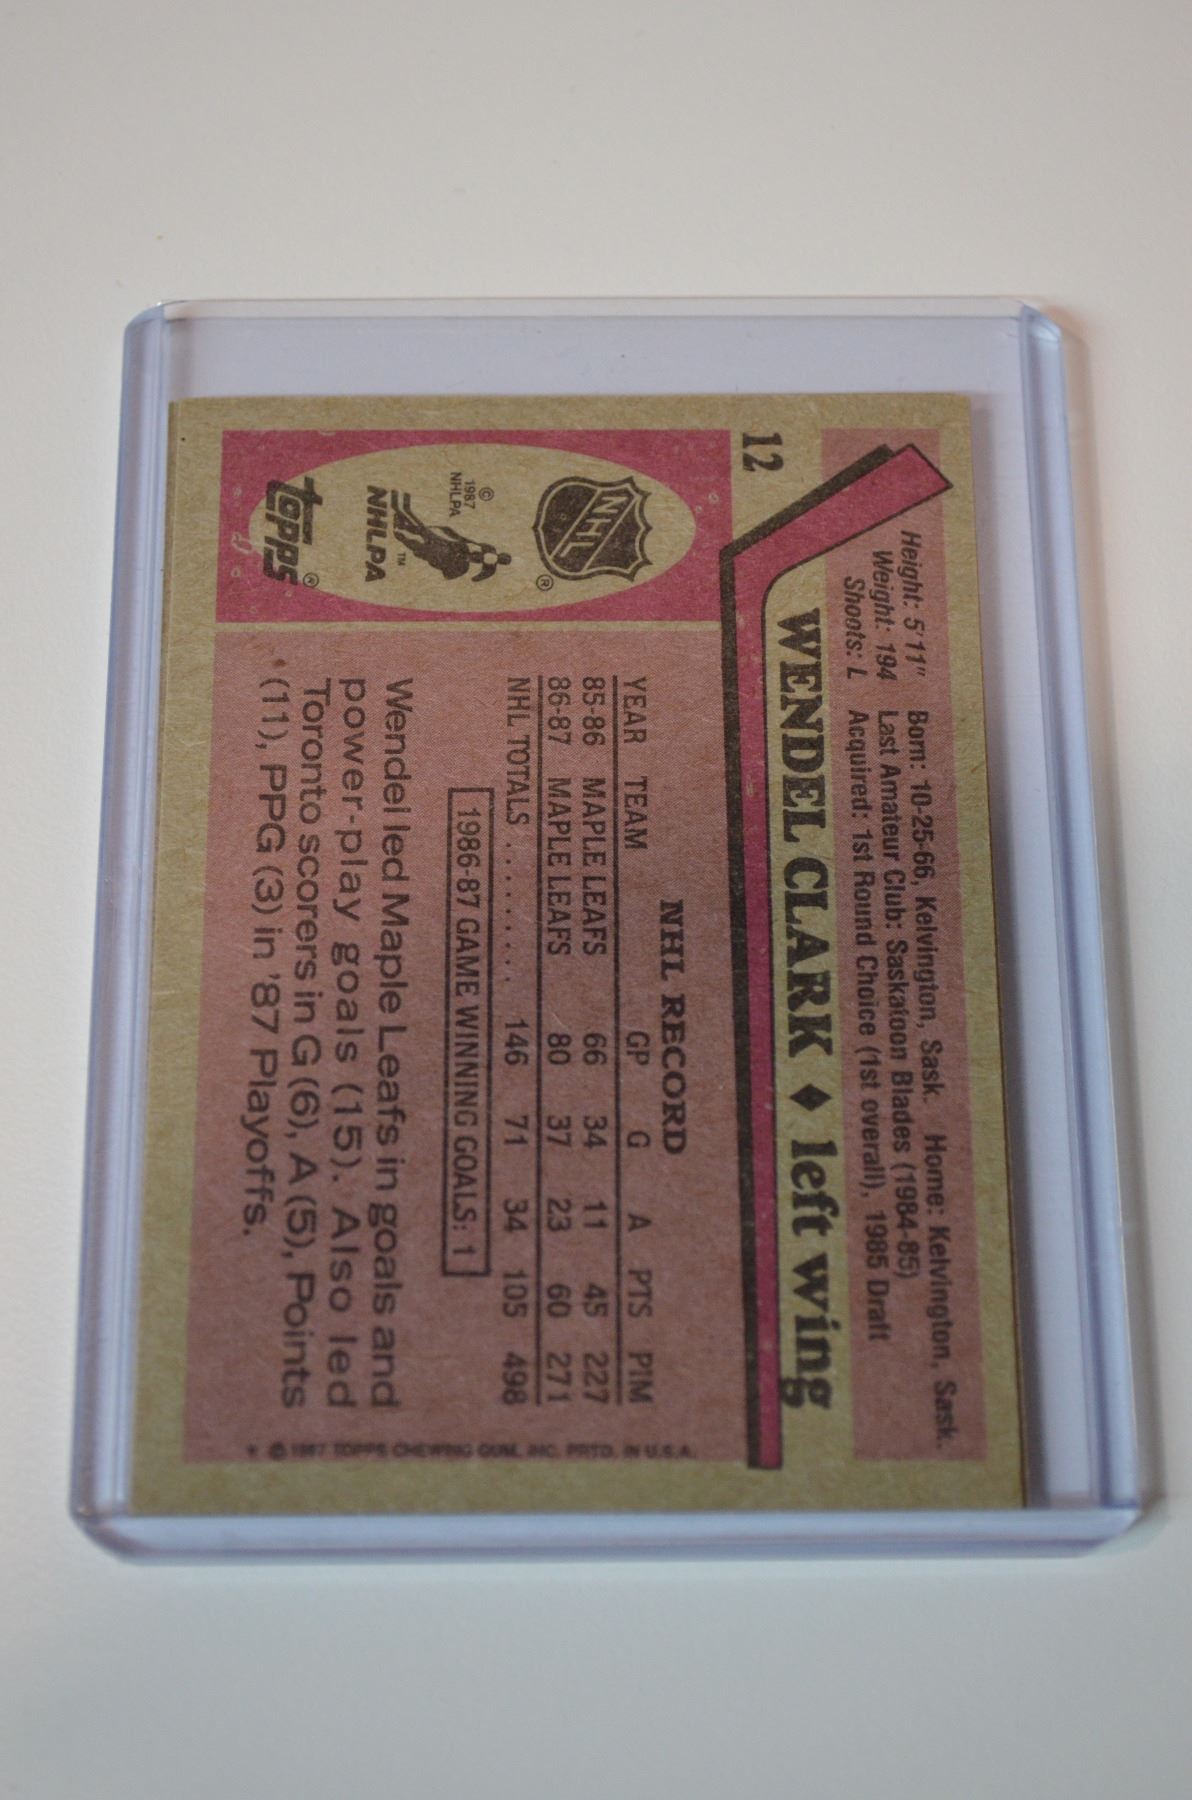 12
Height: 5'11" Born: 10-25-66, Kelvington, Sask. Home: Kelvington, Sask.
Weight: 194 Last Amateur Club: Saskatoon Blades (1984-85)
Shoots: L Acquired: 1st Round Choice (1st overall), 1985 Draft
WENDEL CLARK ♦ left wing
NHL
®
© 1987 NHLPA
™
NHLPA
TOPPS®
NHL RECORD
YEAR TEAM GP G A PTS PIM
85-86 MAPLE LEAFS 66 34 11 45 227
86-87 MAPLE LEAFS 80 37 23 60 271
NHL TOTALS .......... 146 71 34 105 498
1986-87 GAME WINNING GOALS: 1
Wendel led Maple Leafs in goals and
power-play goals (15). Also led
Toronto scorers in G (6), A (5), Points
(11), PPG (3) in '87 Playoffs.
* © 1987 TOPPS CHEWING GUM, INC. PRTD. IN U.S.A.